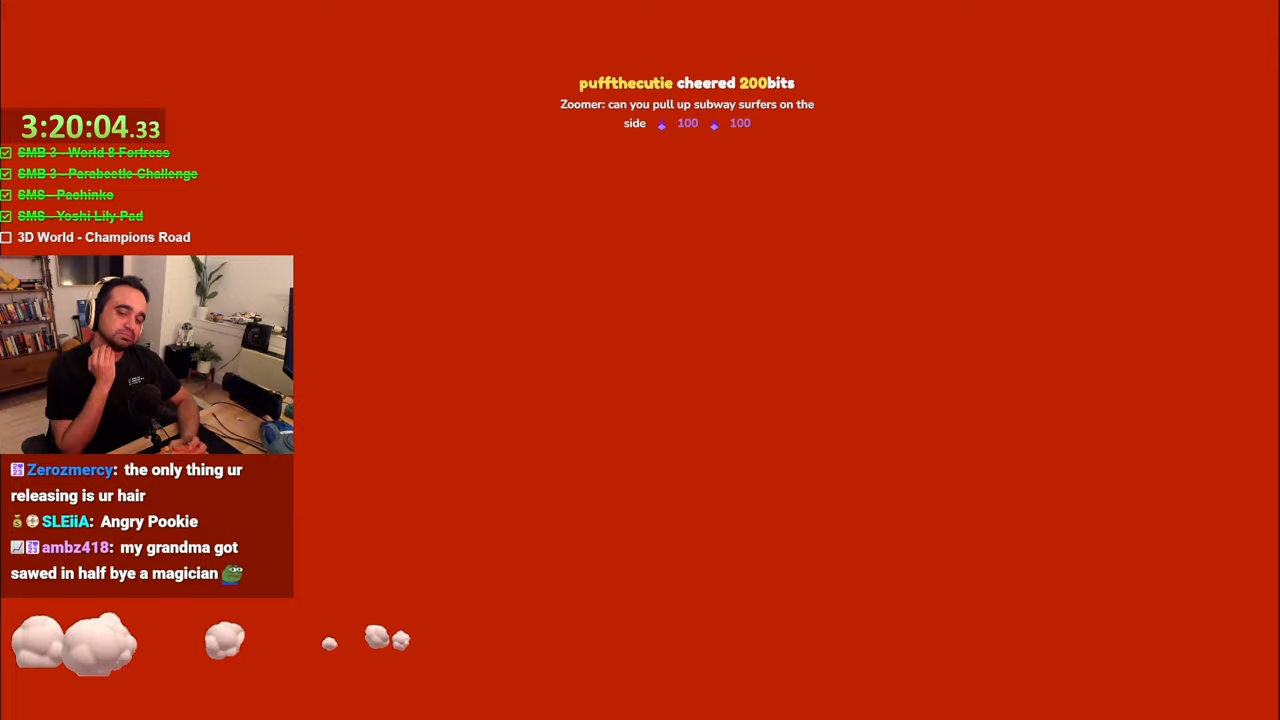 puffthecutie cheered 200bits
Zoomer: can you pull up subway surfers on the
side 100 100
3:20:04.33
SMB 3 - World 8 Fortress
SMB 3 - Parabeetle Challenge
SMS - Pachinko
SMS - Yoshi Lily Pad
3D World - Champions Road
Zerozmercy: the only thing ur
releasing is ur hair
SLEiiA: Angry Pookie
ambz418: my grandma got
sawed in half bye a magician